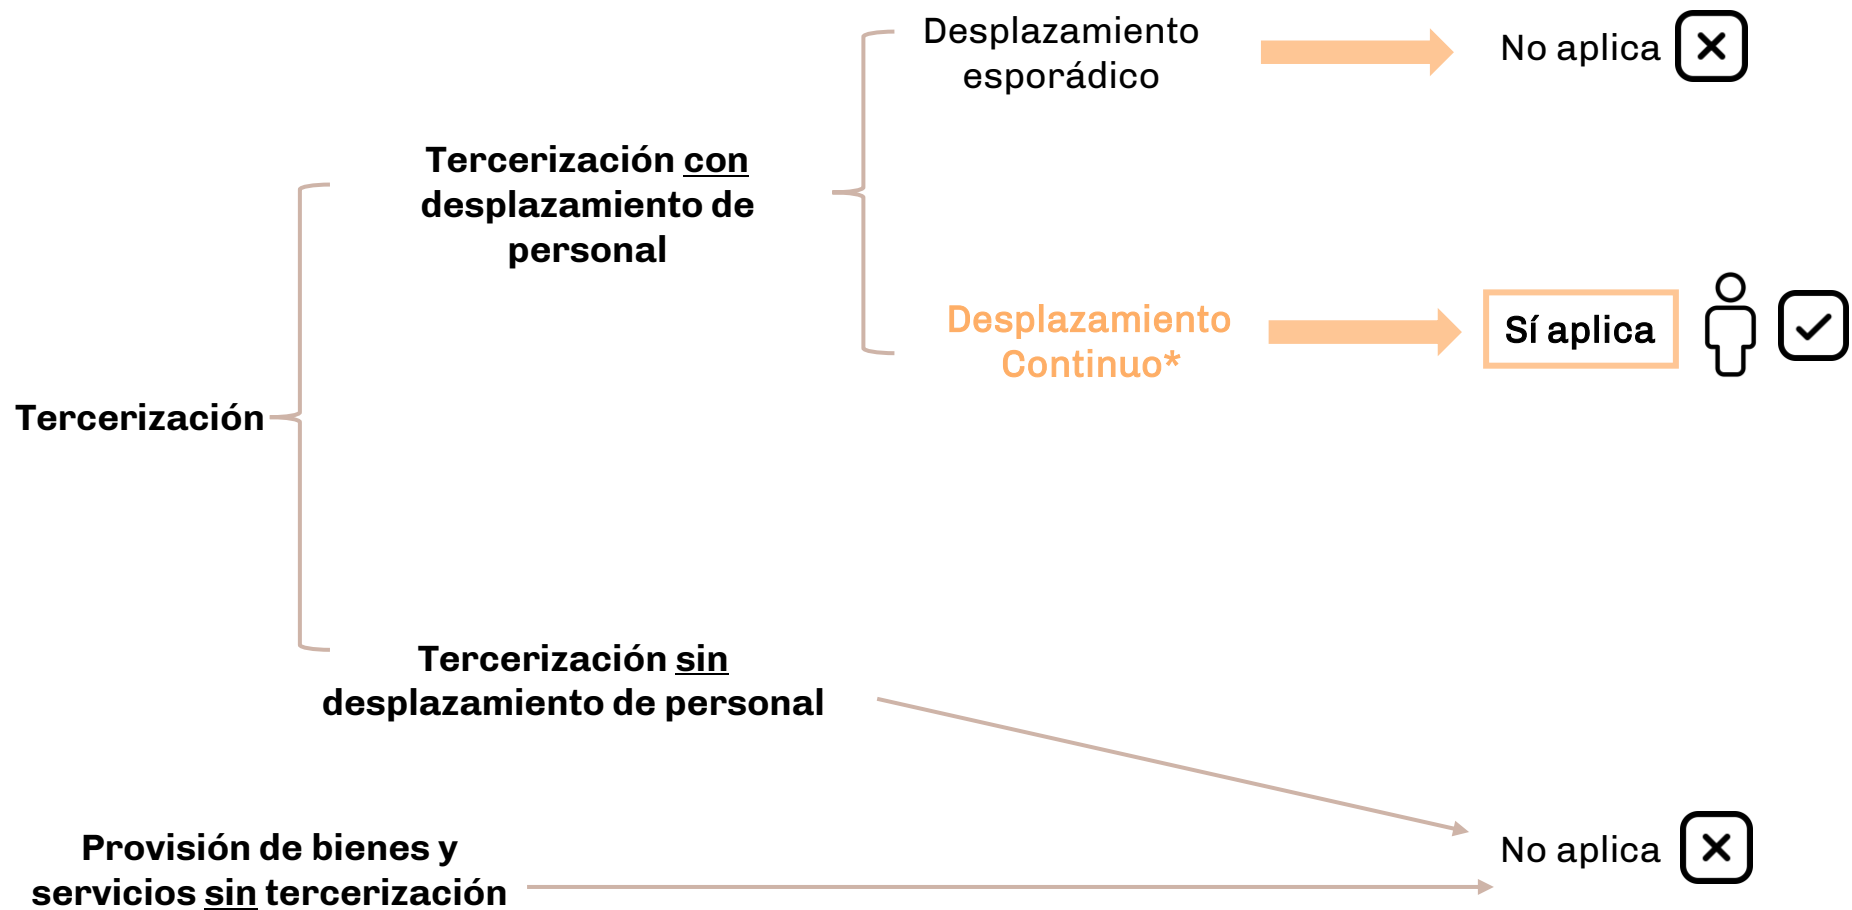 Desplazamiento
esporádico
No aplica
Tercerización con
desplazamiento de
personal
Desplazamiento
Continuo*
Sí aplica
Tercerización
Tercerización sin
desplazamiento de personal
Provisión de bienes y
servicios sin tercerización
No aplica